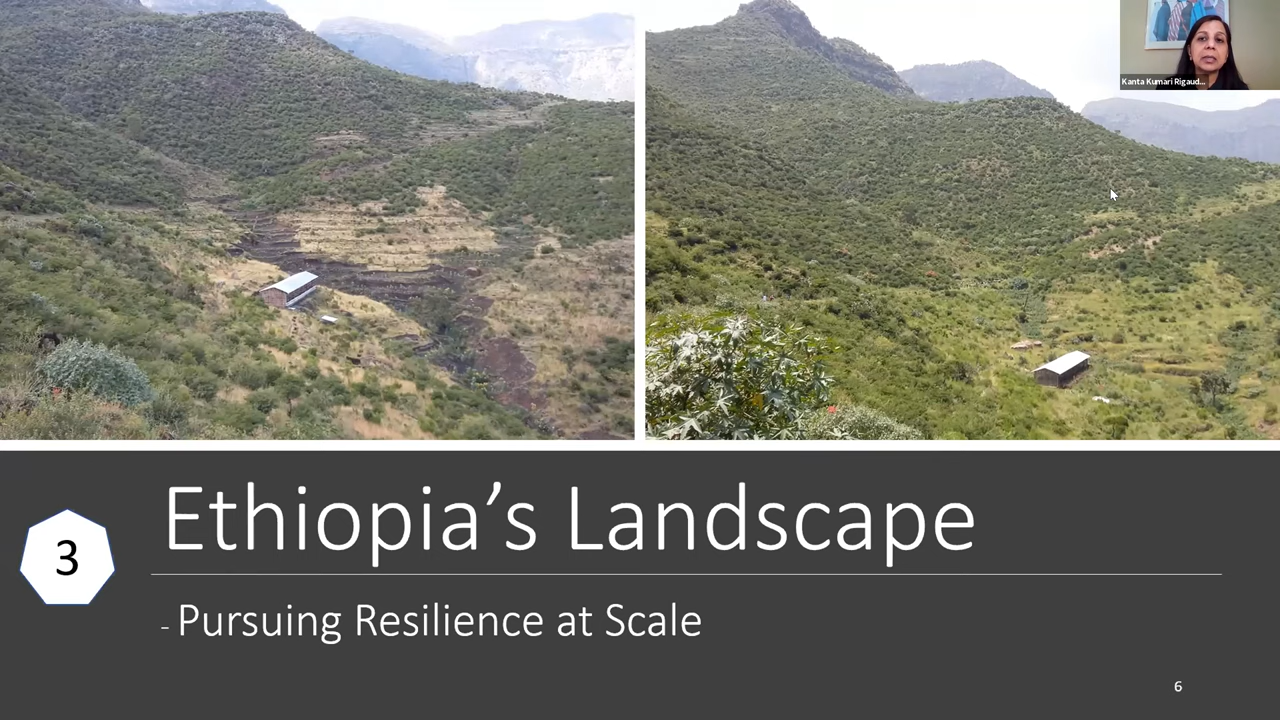 Kanta Kumari Rigaud...
3
Ethiopia’s Landscape
- Pursuing Resilience at Scale
6